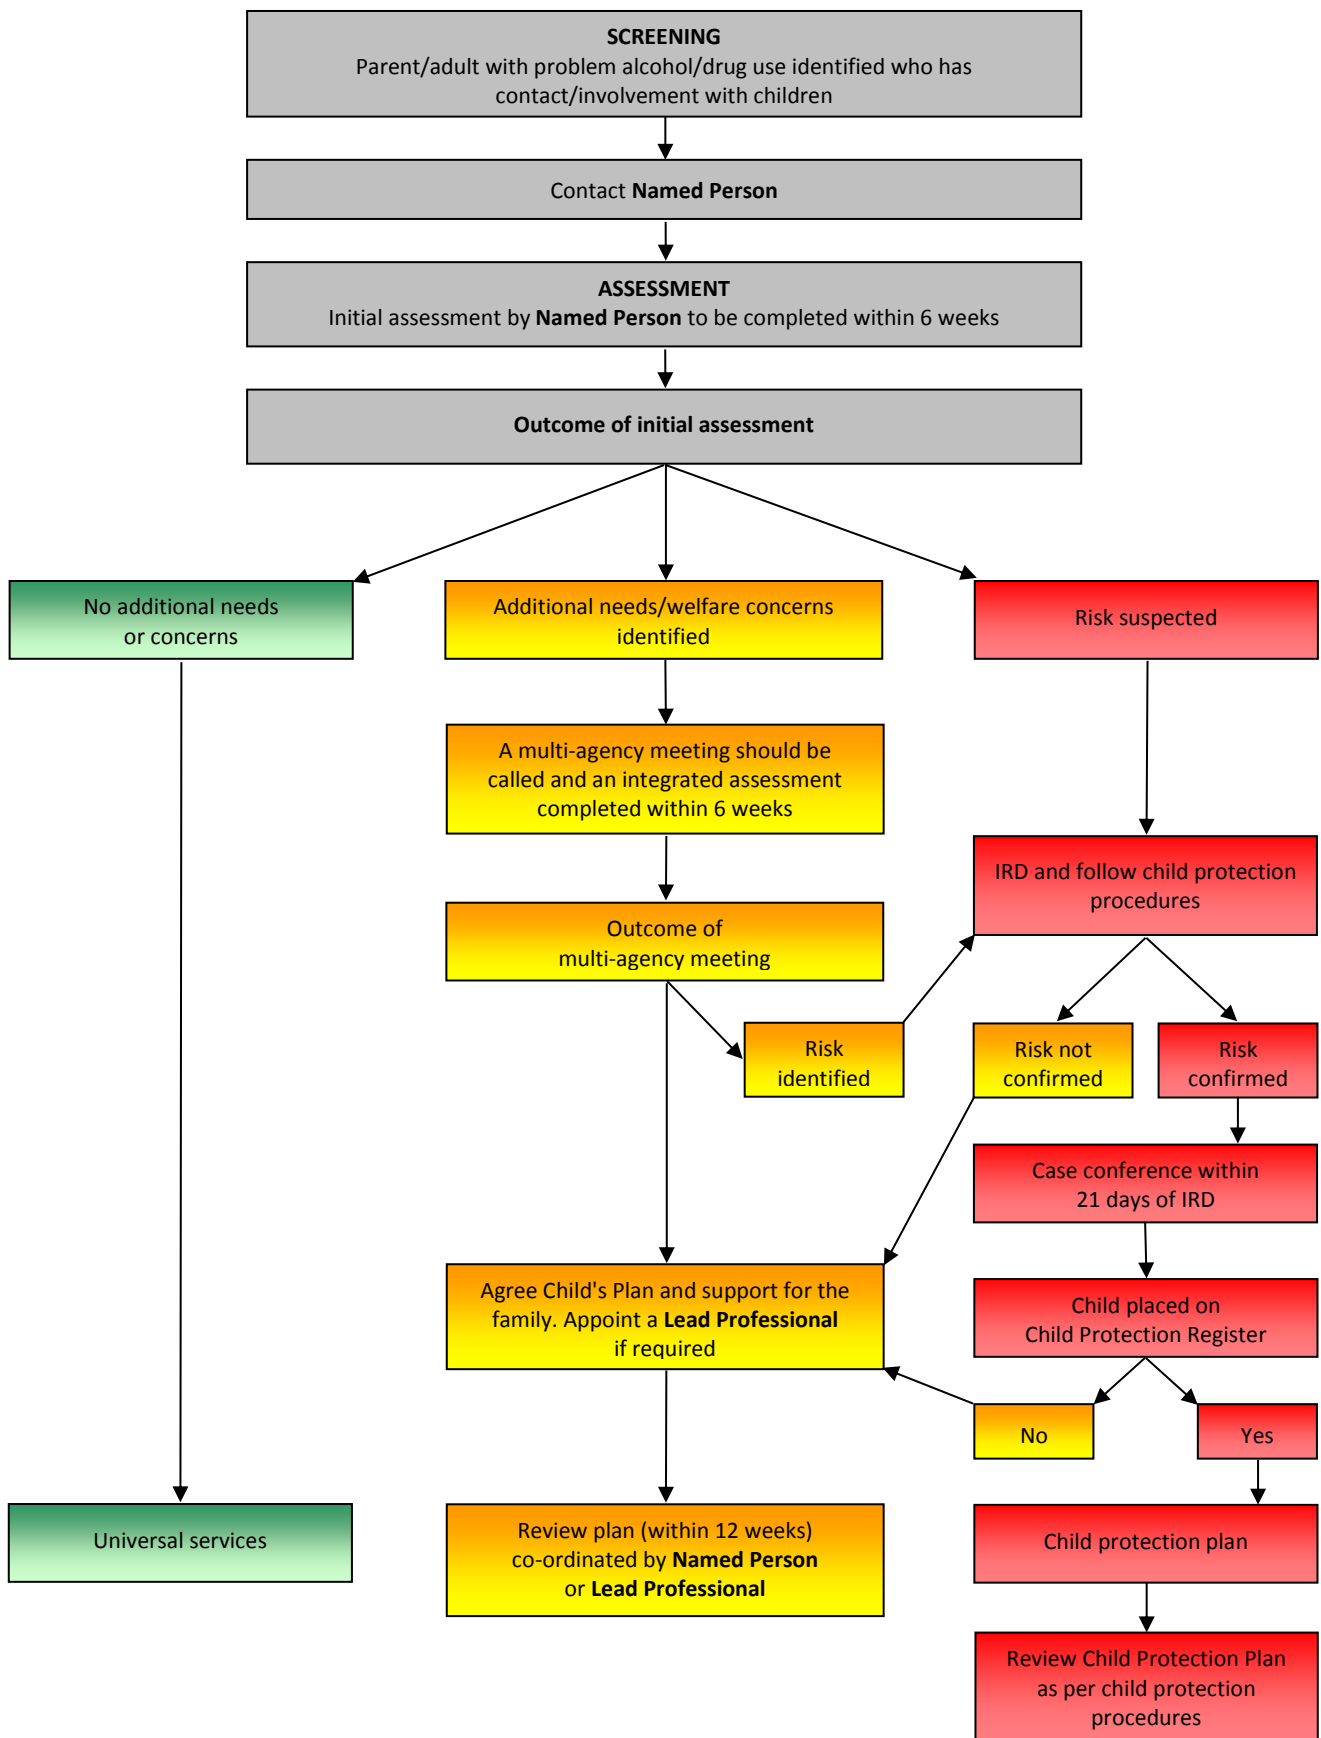 SCREENING
Parent/adult with problem alcohol/drug use identified who has
contact/involvement with children
Contact Named Person
ASSESSMENT
Initial assessment by Named Person to be completed within 6 weeks
Outcome of initial assessment
No additional needs
or concerns
Additional needs/welfare concerns
identified
Risk suspected
A multi-agency meeting should be
called and an integrated assessment
completed within 6 weeks
IRD and follow child protection
procedures
Outcome of
multi-agency meeting
Risk
identified
Risk not
confirmed
Risk
confirmed
Case conference within
21 days of IRD
Agree Child's Plan and support for the
family. Appoint a Lead Professional
if required
Child placed on
Child Protection Register
No
Yes
Universal services
Review plan (within 12 weeks)
co-ordinated by Named Person
or Lead Professional
Child protection plan
Review Child Protection Plan
as per child protection
procedures